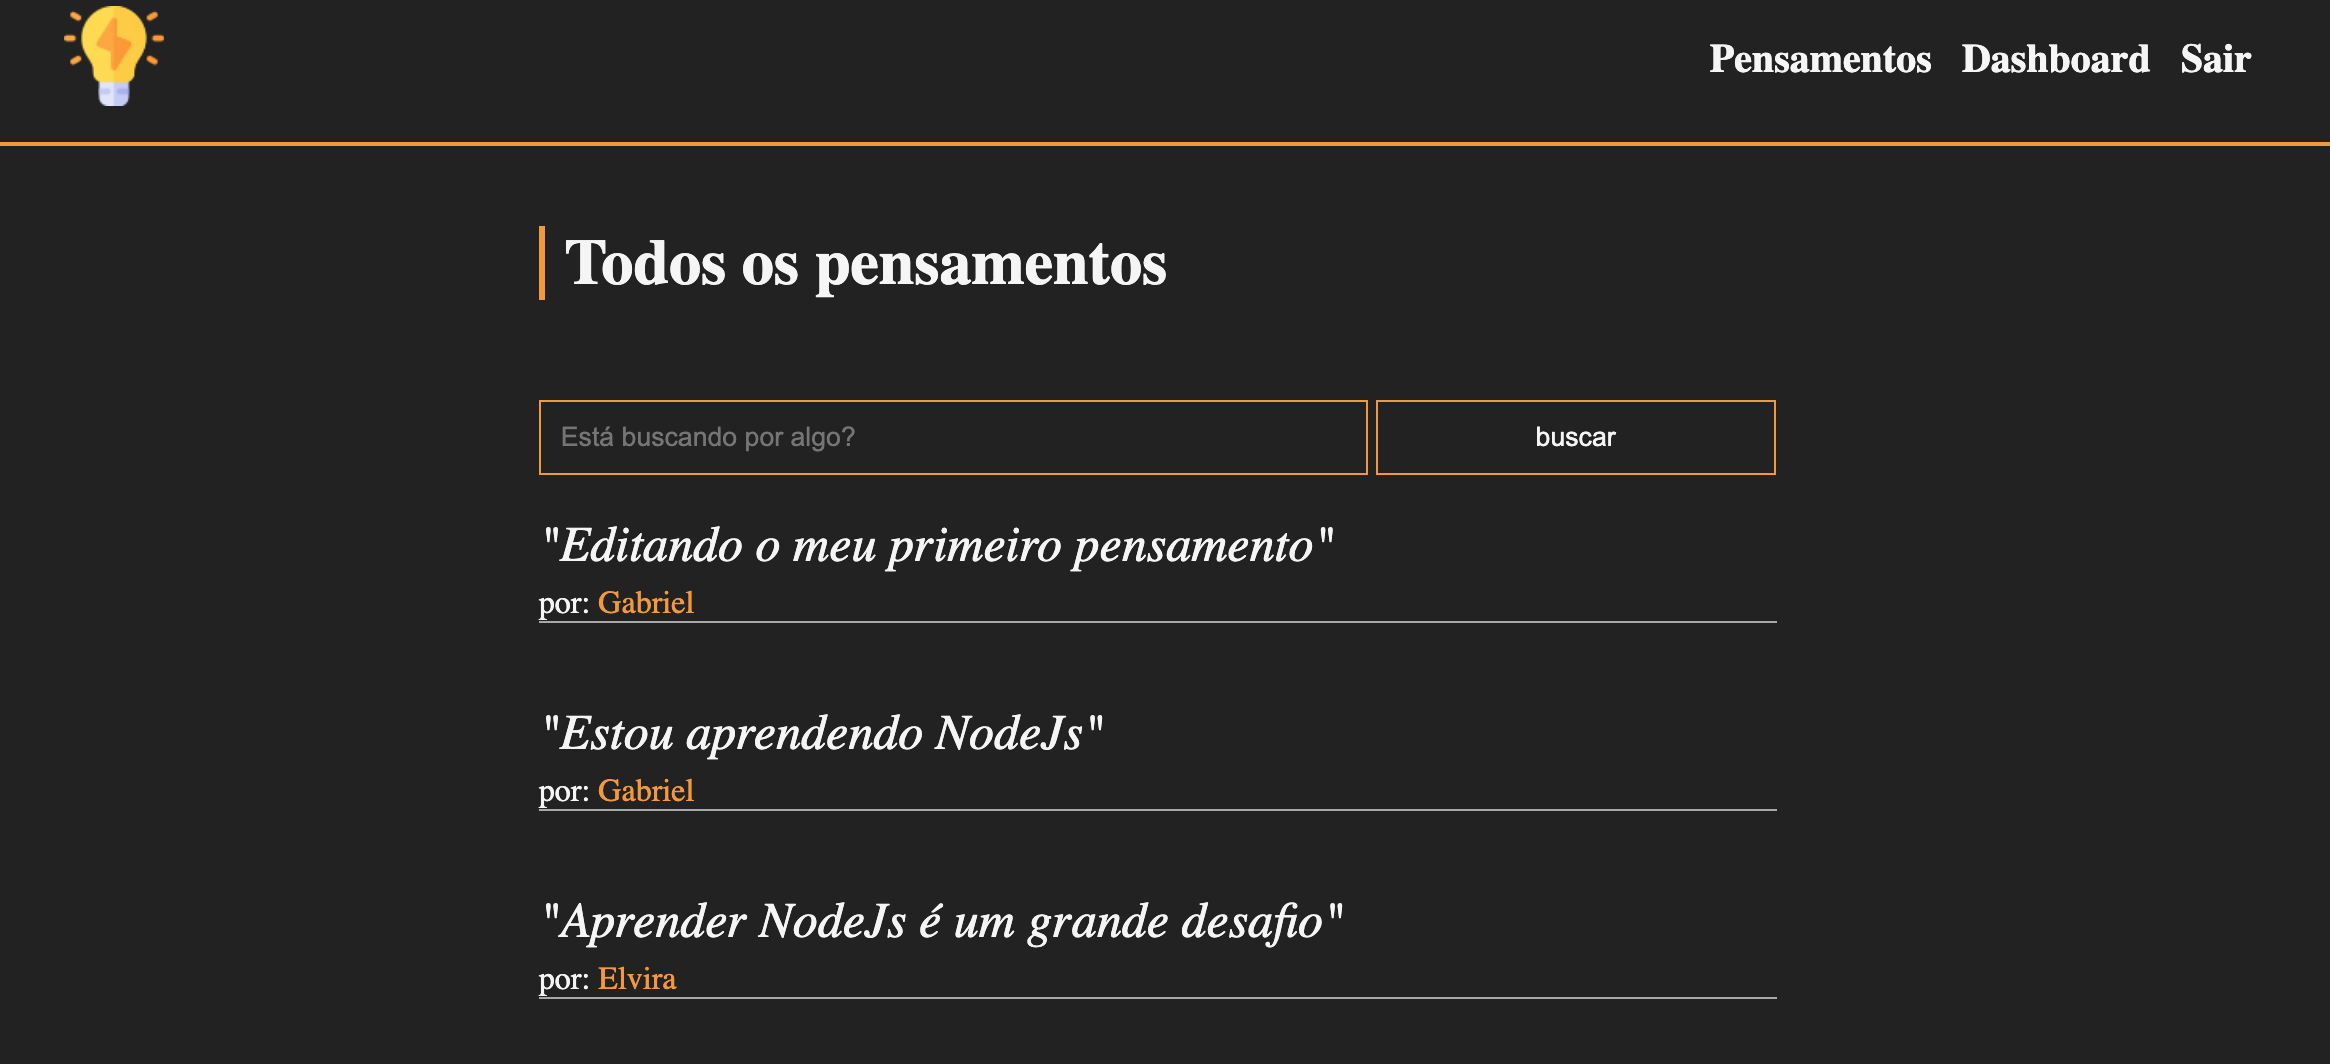 Pensamentos Dashboard Sair
Todos os pensamentos
Está buscando por algo? buscar
"Editando o meu primeiro pensamento"
por: Gabriel
"Estou aprendendo NodeJs"
por: Gabriel
"Aprender NodeJs é um grande desafio"
por: Elvira